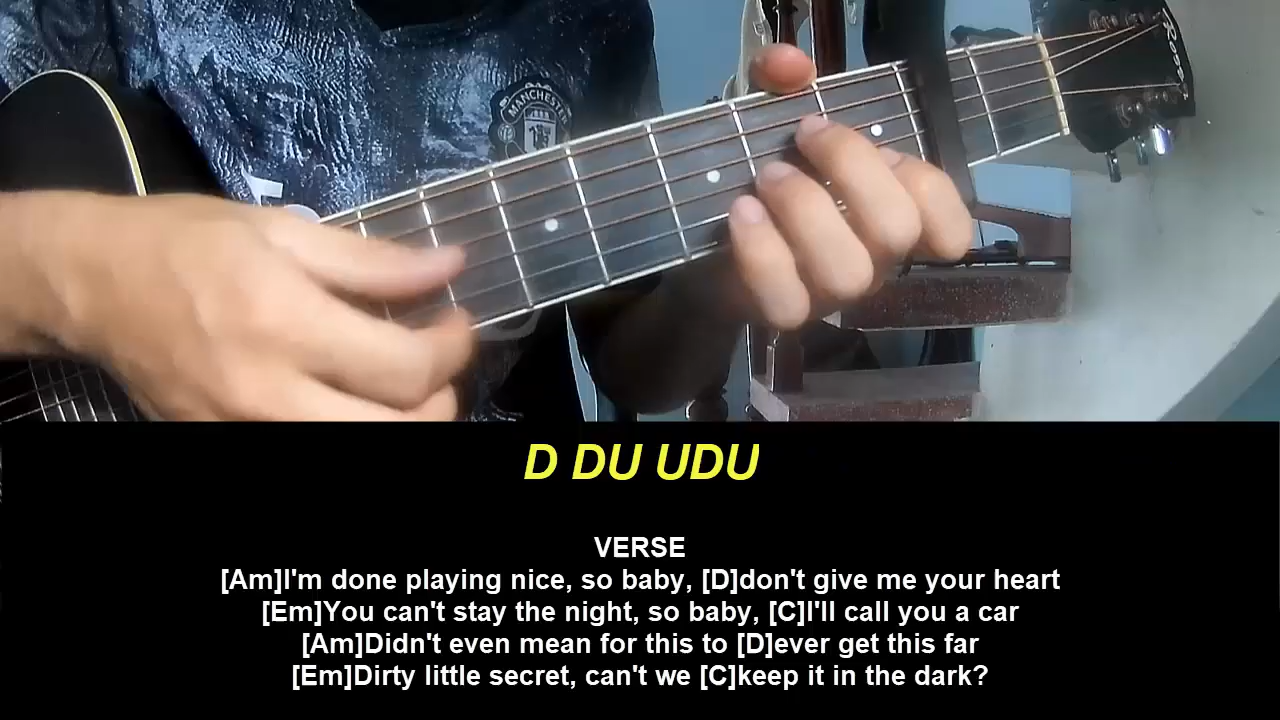 MANCHESTER
D DU UDU
VERSE
[Am]I'm done playing nice, so baby, [D]don't give me your heart
[Em]You can't stay the night, so baby, [C]I'll call you a car
[Am]Didn't even mean for this to [D]ever get this far
[Em]Dirty little secret, can't we [C]keep it in the dark?